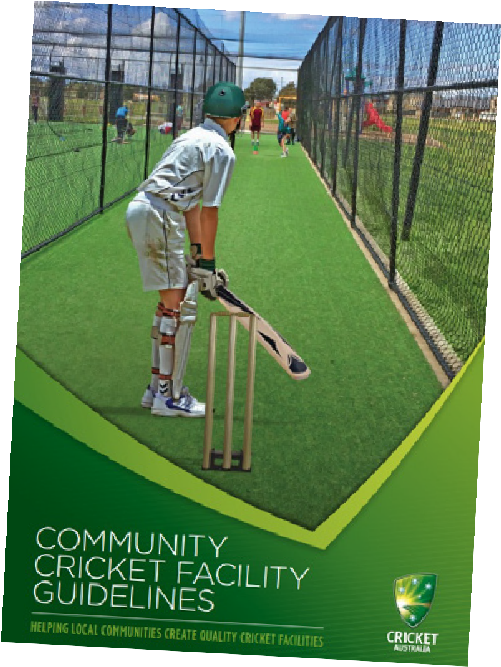 COMMUNITY
CRICKET FACILITY
GUIDELINES
HELPING LOCAL COMMUNITIES CREATE QUALITY CRICKET FACILITIES
CRICKET
AUSTRALIA